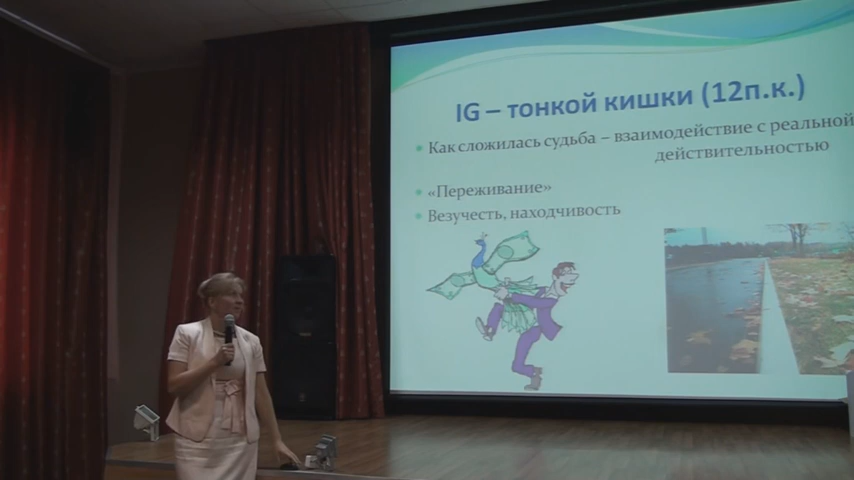 IG – тонкой кишки (12п.к.)
Как сложилась судьба – взаимодействие с реальной
действительностью
«Переживание»
Везучесть, находчивость